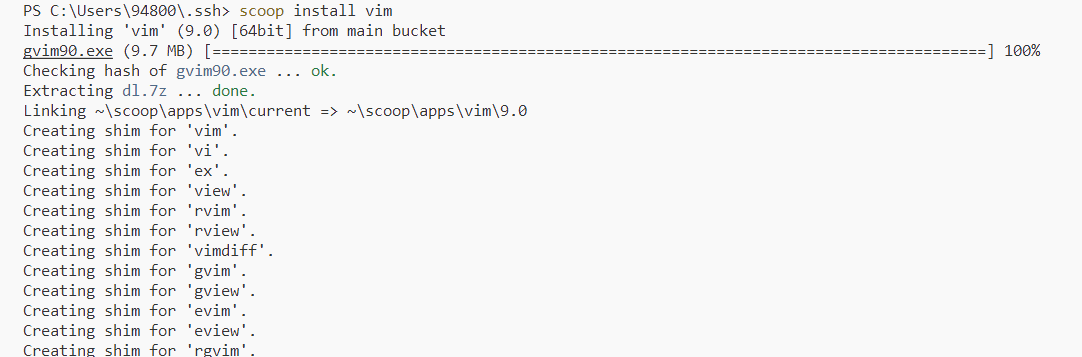 PS C:\Users\94800\.ssh> scoop install vim
Installing 'vim' (9.0) [64bit] from main bucket
gvim90.exe (9.7 MB) [======================================================================================] 100%
Checking hash of gvim90.exe ... ok.
Extracting dl.7z ... done.
Linking ~\scoop\apps\vim\current => ~\scoop\apps\vim\9.0
Creating shim for 'vim'.
Creating shim for 'vi'.
Creating shim for 'ex'.
Creating shim for 'view'.
Creating shim for 'rvim'.
Creating shim for 'rview'.
Creating shim for 'vimdiff'.
Creating shim for 'gvim'.
Creating shim for 'gview'.
Creating shim for 'evim'.
Creating shim for 'eview'.
Creating shim for 'rgvim'.